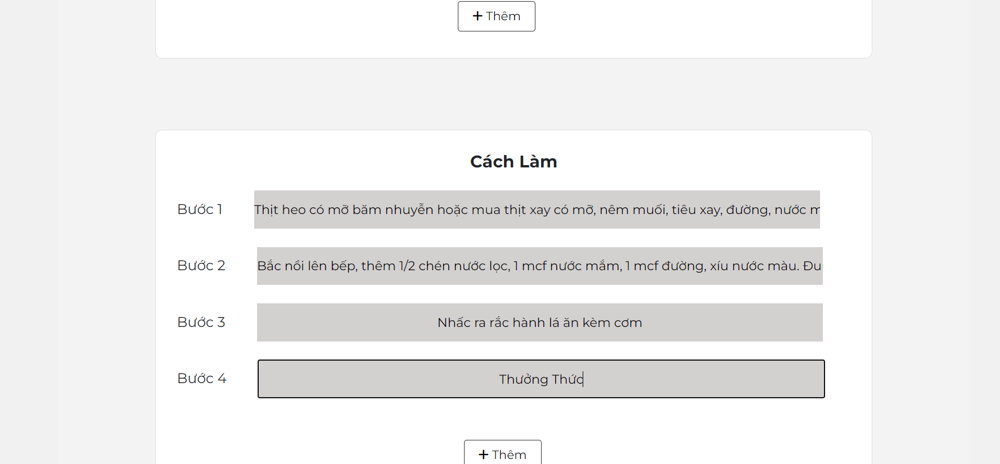 + Thêm
Cách Làm
Bước 1
Thịt heo có mỡ băm nhuyễn hoặc mua thịt xay có mỡ, nêm muối, tiêu xay, đường, nước
Bước 2
Bắc nồi lên bếp, thêm 1/2 chén nước lọc, 1 mcf nước mắm, 1 mcf đường, xíu nước màu. Đu
Bước 3
Nhấc ra rắc hành lá ăn kèm cơm
Bước 4
Thưởng Thức
+ Thêm